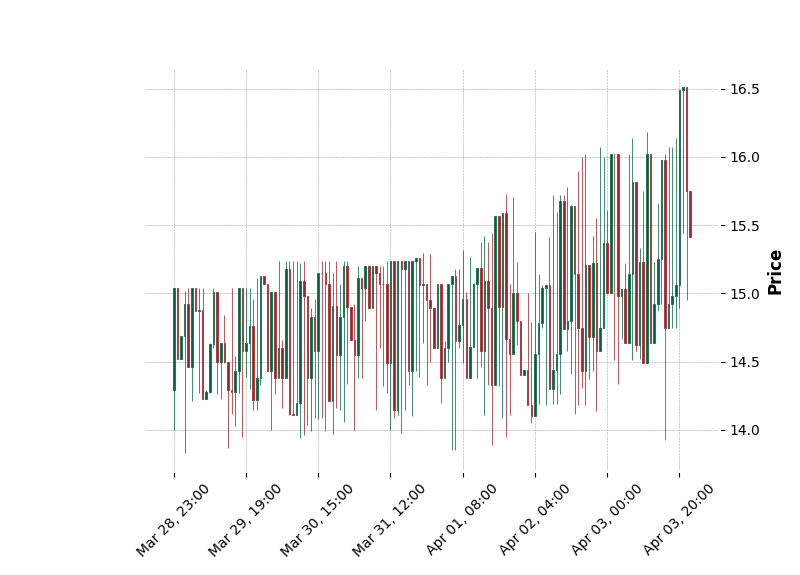 16.5
16.0
15.5
15.0
14.5
14.0
Price
Mar 28, 23:00
Mar 29, 19:00
Mar 30, 15:00
Mar 31, 12:00
Apr 01, 08:00
Apr 02, 04:00
Apr 03, 00:00
Apr 03, 20:00